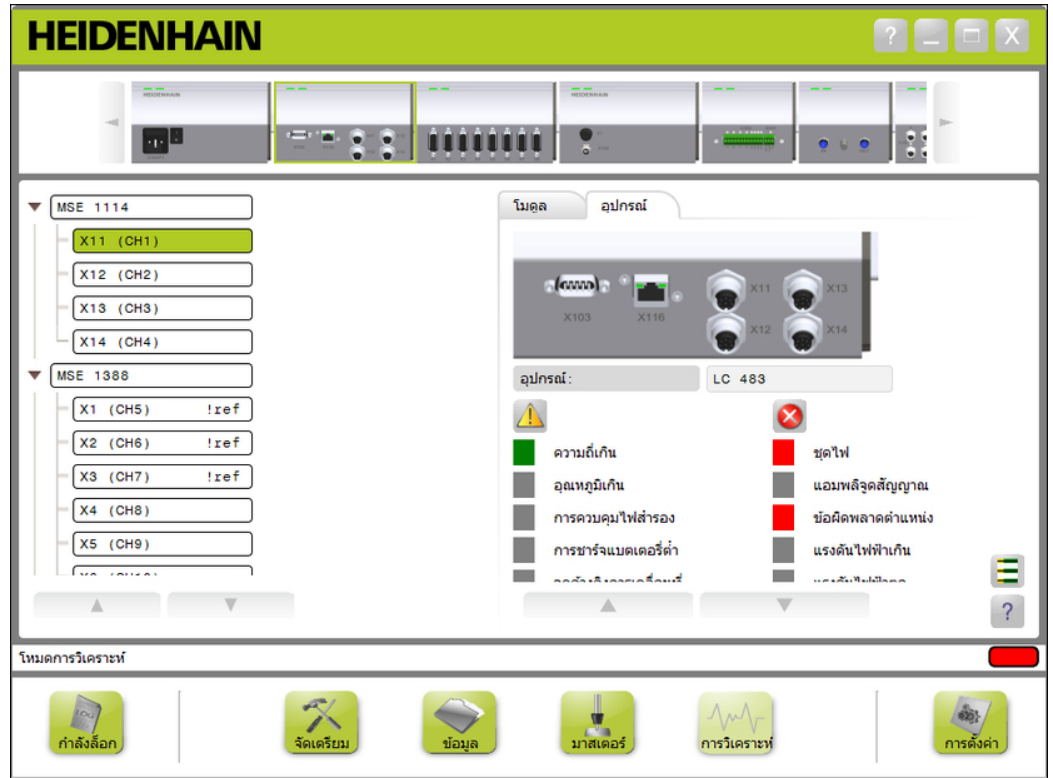 HEIDENHAIN
? X
HEIDENHAIN
HEIDENHAIN
MSE 1114
X11 (CH1)
X12 (CH2)
X13 (CH3)
X14 (CH4)
MSE 1388
X1 (CH5) !ref
X2 (CH6) !ref
X3 (CH7) !ref
X4 (CH8)
X5 (CH9)
โมดูล อุปกรณ์
X103 X116 X11 X13
X12 X14
อุปกรณ์: LC 483
ความถี่เกิน ชุดไฟ
อุณหภูมิเกิน แอมพลิจูดสัญญาณ
การควบคุมไฟสำรอง ข้อผิดพลาดตำแหน่ง
การชาร์จแบตเตอรี่ต่ำ แรงดันไฟฟ้าเกิน
?
โหมดการวิเคราะห์
LOG
กำลังล็อก จัดเตรียม ข้อมูล มาสเตอร์ การวิเคราะห์ การตั้งค่า